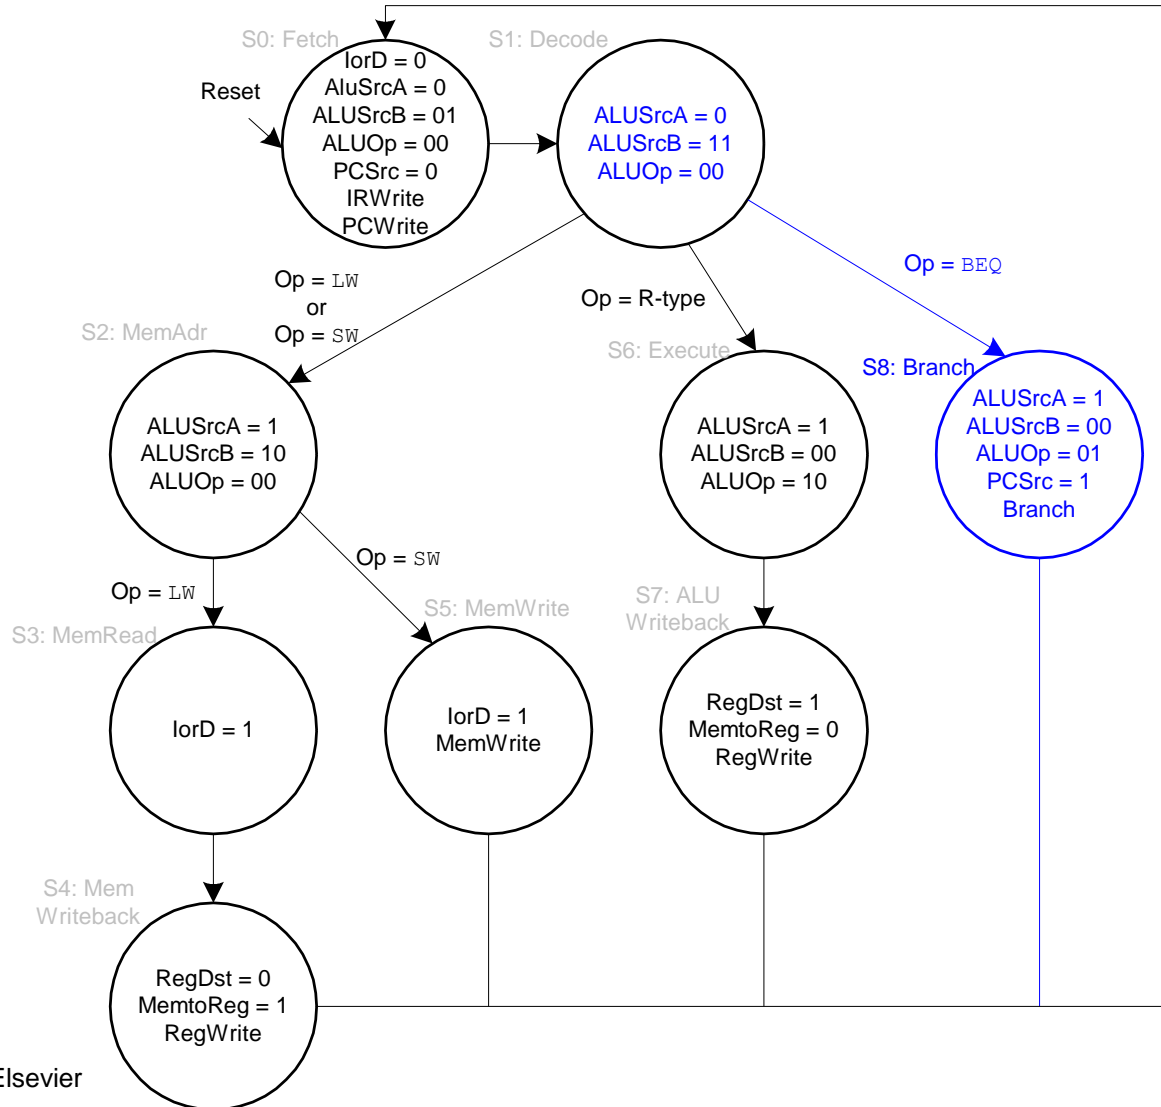 S0: Fetch
S1: Decode
Reset
IorD = 0
AluSrcA = 0
ALUSrcB = 01
ALUOp = 00
PCSrc = 0
IRWrite
PCWrite
ALUSrcA = 0
ALUSrcB = 11
ALUOp = 00
Op = LW
or
Op = SW
Op = R-type
Op = BEQ
S2: MemAdr
S6: Execute
S8: Branch
ALUSrcA = 1
ALUSrcB = 10
ALUOp = 00
ALUSrcA = 1
ALUSrcB = 00
ALUOp = 10
ALUSrcA = 1
ALUSrcB = 00
ALUOp = 01
PCSrc = 1
Branch
Op = LW
Op = SW
S3: MemRead
S5: MemWrite
S7: ALU
Writeback
IorD = 1
IorD = 1
MemWrite
RegDst = 1
MemtoReg = 0
RegWrite
S4: Mem
Writeback
RegDst = 0
MemtoReg = 1
RegWrite
Elsevier